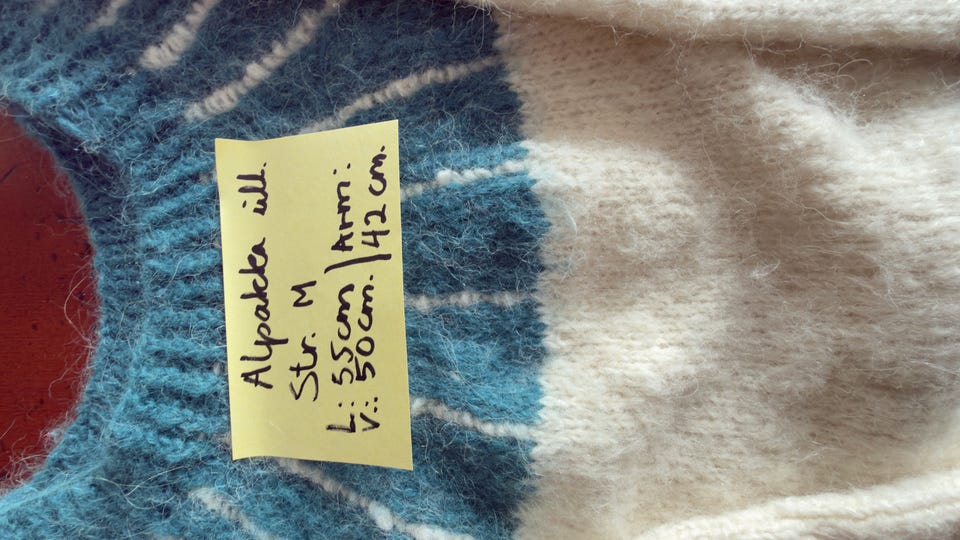 Alpakka ull.
Str. M
L.: 55cm / Arm:
V.: 50cm. / 42 cm.